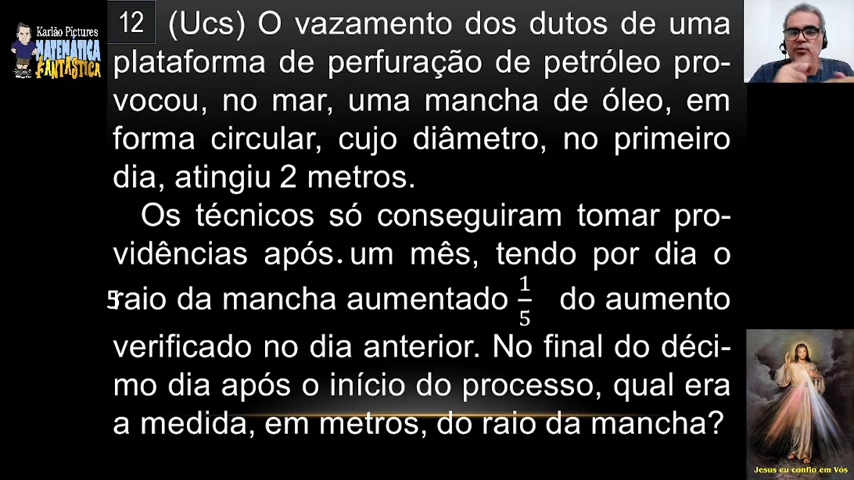 Karlão Pictures
MATEMÁTICA
FANTÁSTICA
12 (Ucs) O vazamento dos dutos de uma
plataforma de perfuração de petróleo pro-
vocou, no mar, uma mancha de óleo, em
forma circular, cujo diâmetro, no primeiro
dia, atingiu 2 metros.
Os técnicos só conseguiram tomar pro-
vidências após.um mês, tendo por dia o
raio da mancha aumentado 1/5 do aumento
verificado no dia anterior. No final do déci-
mo dia após o início do processo, qual era
a medida, em metros, do raio da mancha?
Jesus eu confio em Vós